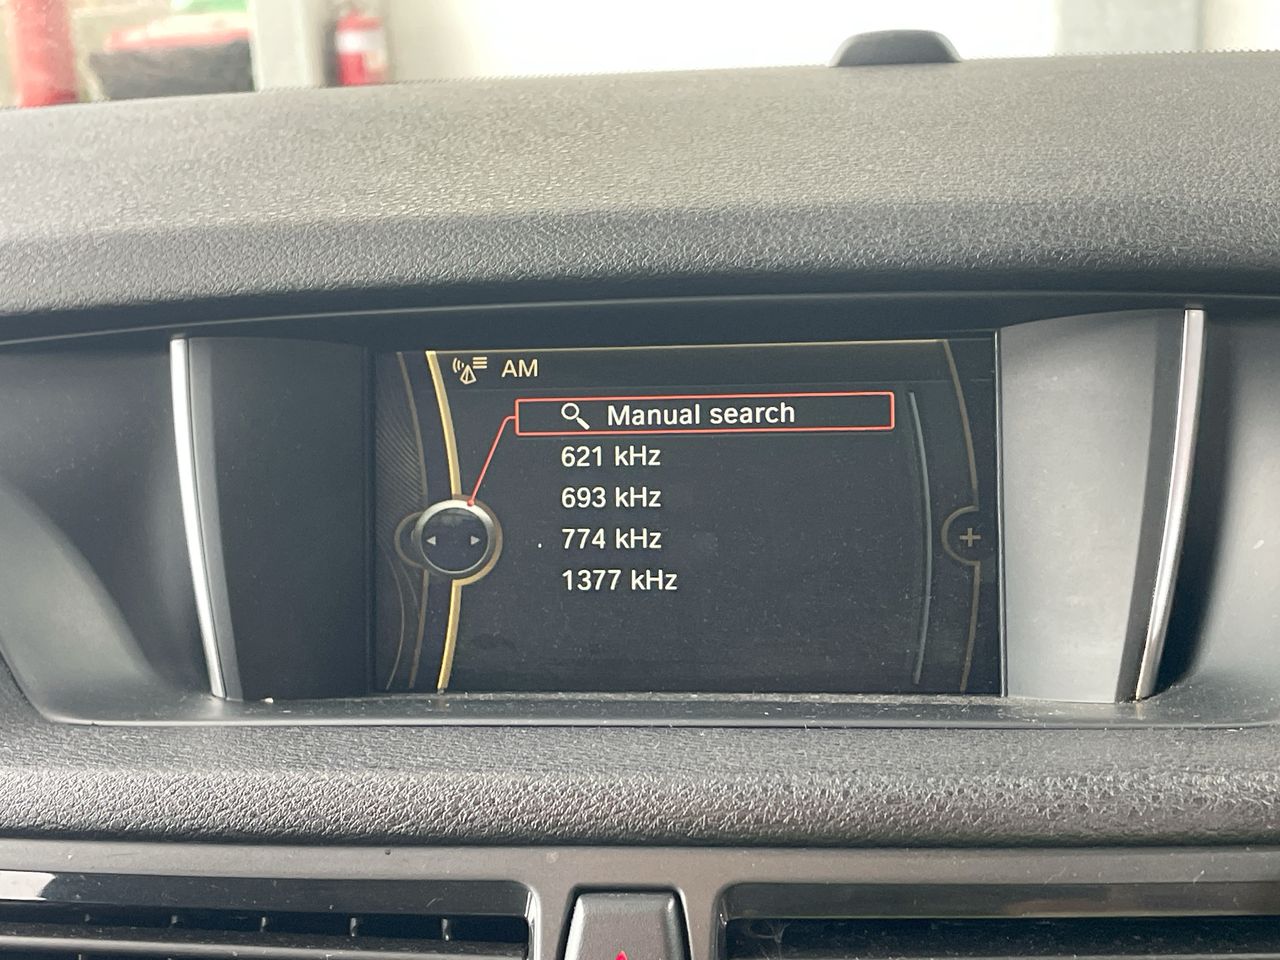 AM
Manual search
621 kHz
693 kHz
774 kHz
1377 kHz